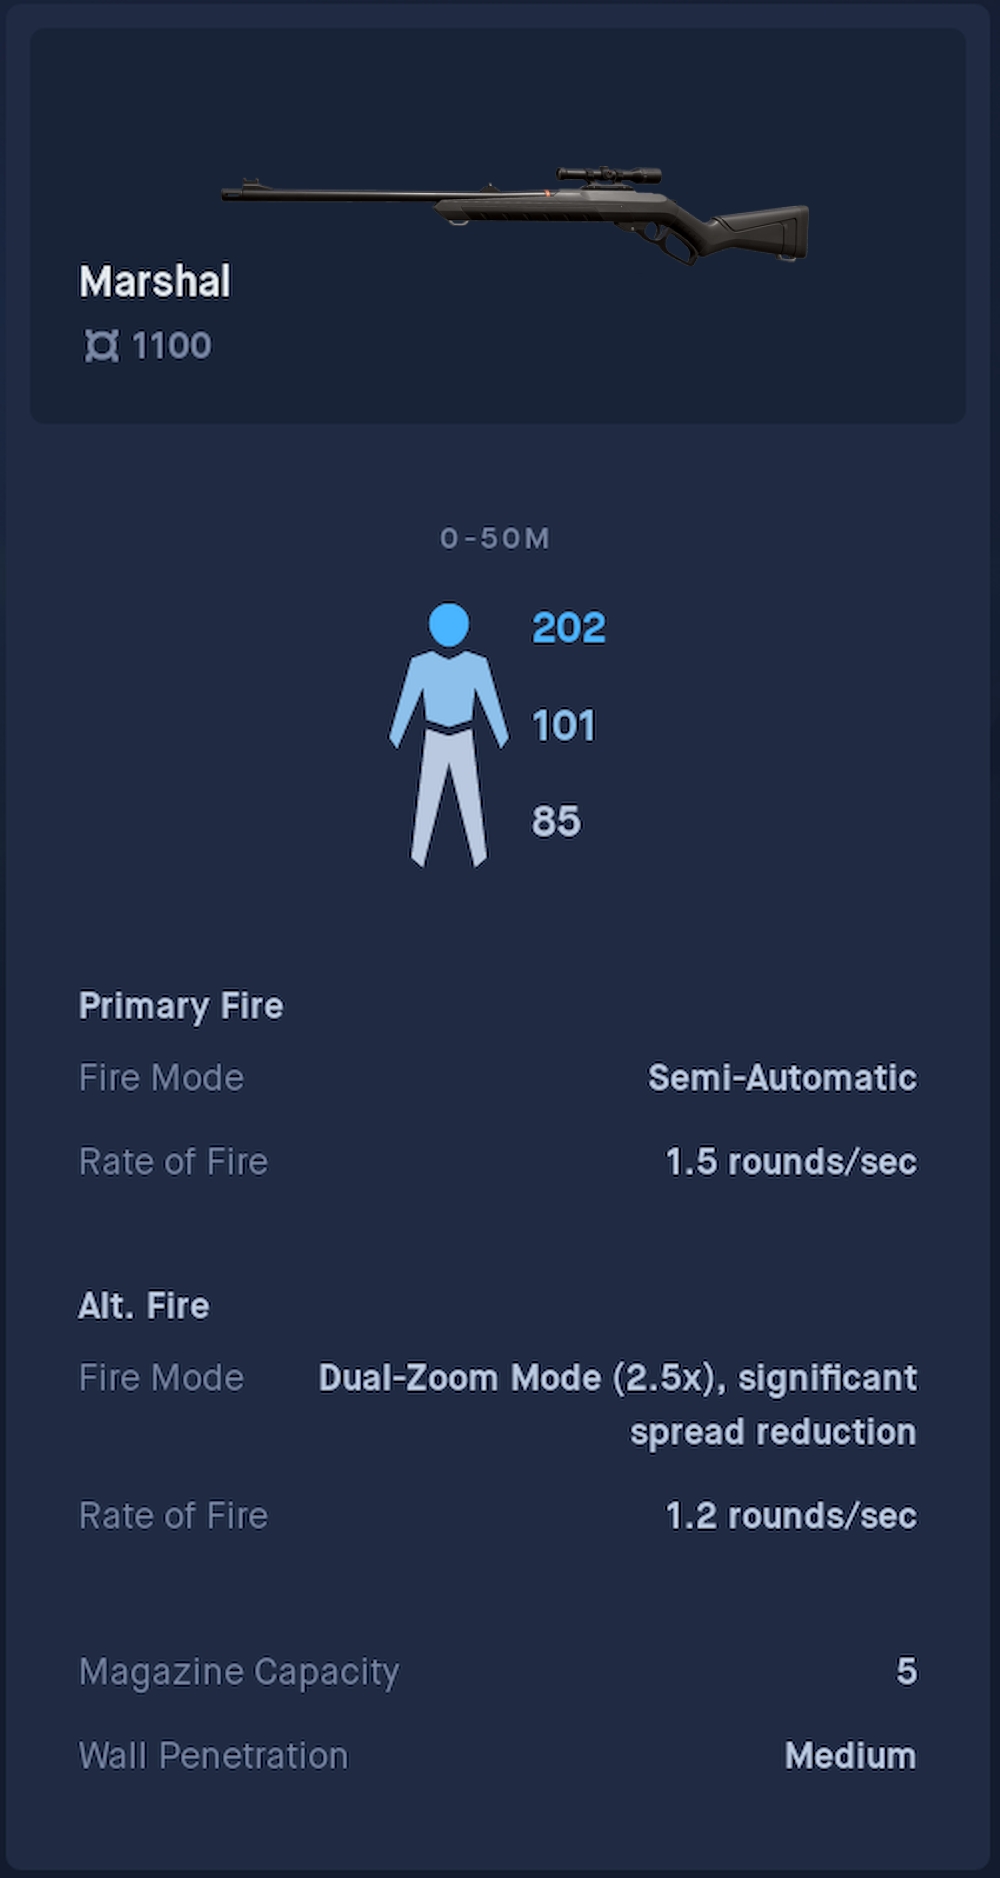 Marshal
¤ 1100
0-50M
202
101
85
Primary Fire
Fire Mode Semi-Automatic
Rate of Fire 1.5 rounds/sec
Alt. Fire
Fire Mode Dual-Zoom Mode (2.5x), significant
spread reduction
Rate of Fire 1.2 rounds/sec
Magazine Capacity 5
Wall Penetration Medium